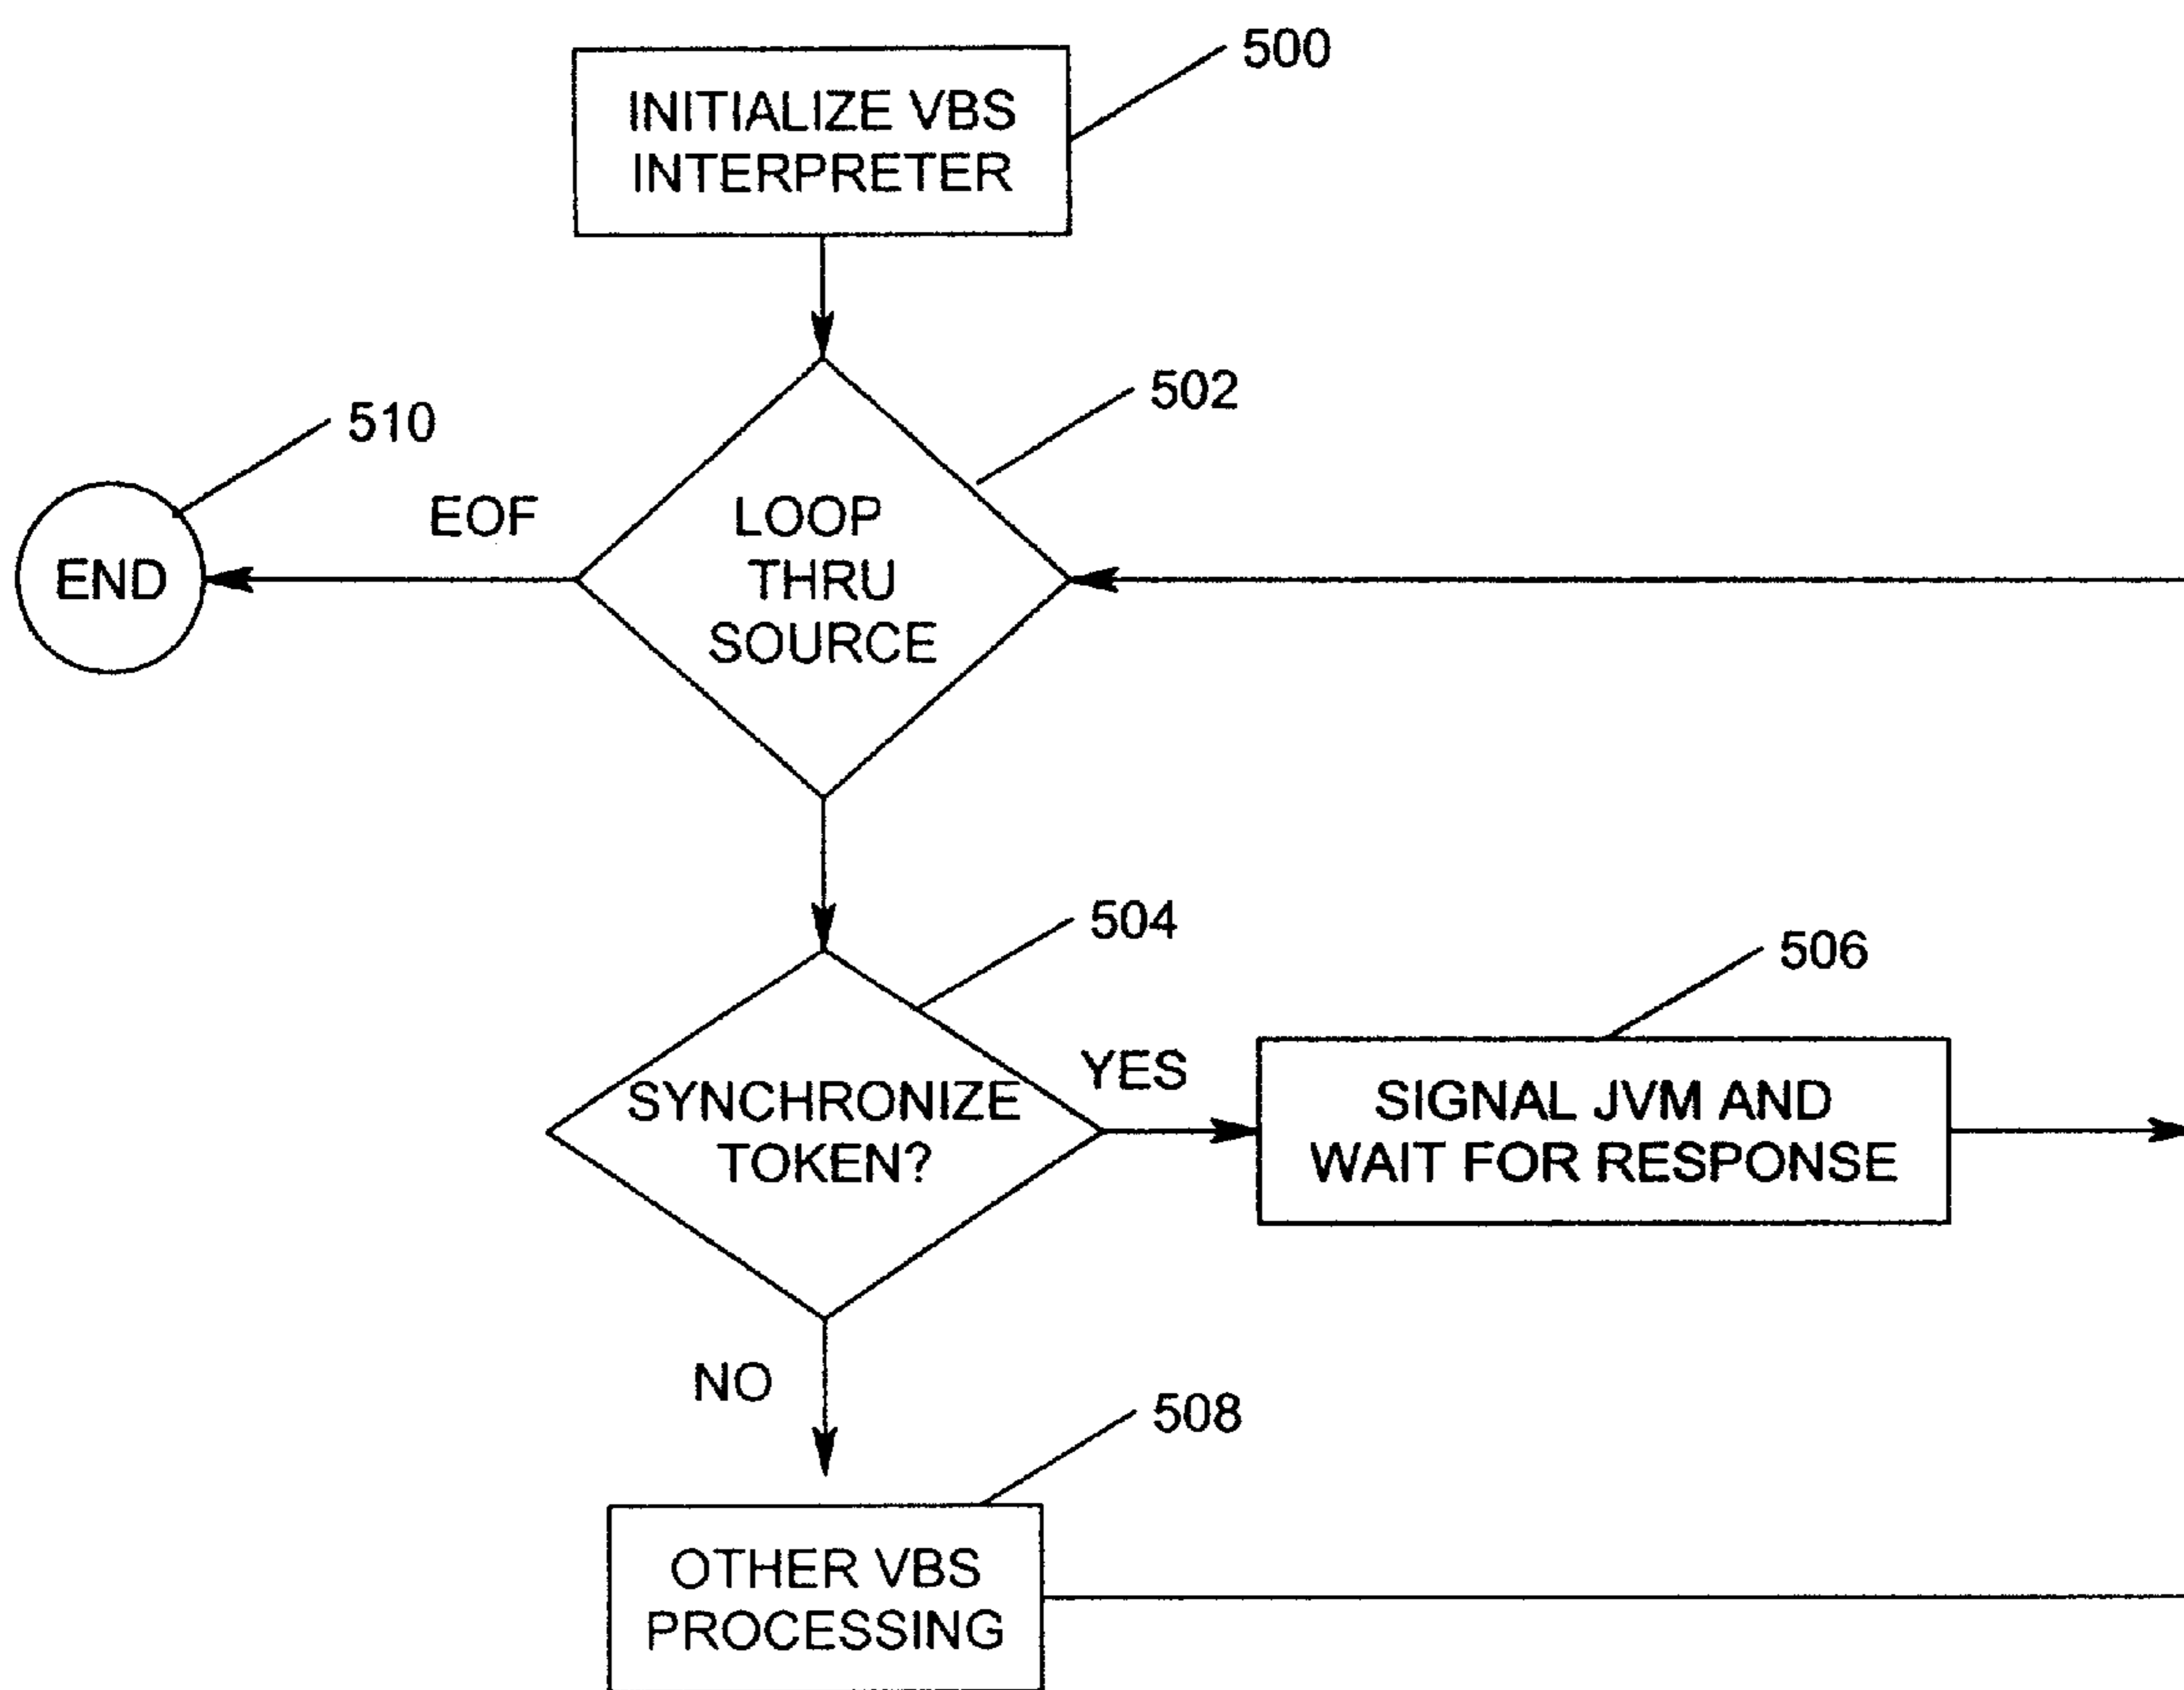 500
INITIALIZE VBS
INTERPRETER
502
510
EOF
LOOP
THRU
SOURCE
END
504
506
YES
SYNCHRONIZE
TOKEN?
SIGNAL JVM AND
WAIT FOR RESPONSE
NO
508
OTHER VBS
PROCESSING